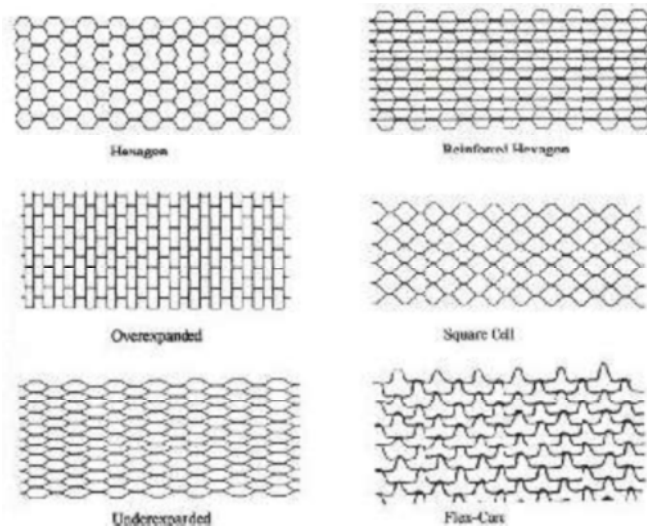 Hexagon
Reinforced Hexagon
Overexpanded
Square Cell
Underexpanded
Flex-Core